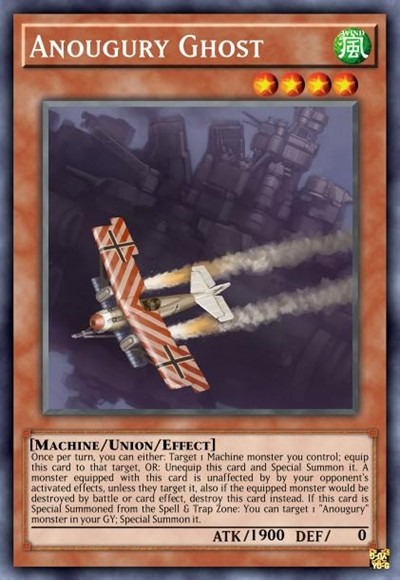 ANOUGURY GHOST
WIND
風
[MACHINE/UNION/EFFECT]
Once per turn, you can either: Target 1 Machine monster you control; equip
this card to that target, OR: Unequip this card and Special Summon it. A
monster equipped with this card is unaffected by by your opponent's
activated effects, unless they target it, also if the equipped monster would be
destroyed by battle or card effect, destroy this card instead. If this card is
Special Summoned from the Spell & Trap Zone: You can target 1 "Anougury"
monster in your GY; Special Summon it.
ATK/1900 DEF/ 0